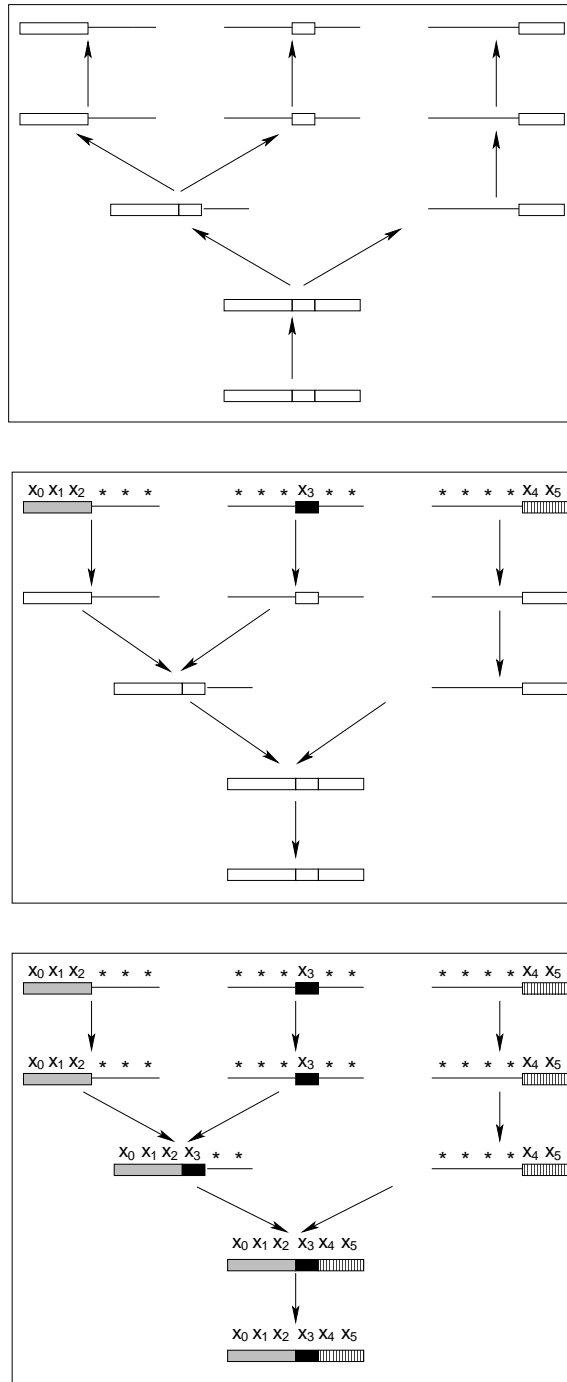 x₀ x₁ x₂ * * * * * * x₃ * * * * * * x₄ x₅
x₀ x₁ x₂ * * * * * * x₃ * * * * * * x₄ x₅
x₀ x₁ x₂ * * * * * * x₃ * * * * * * x₄ x₅
x₀ x₁ x₂ x₃ * * * * * * x₄ x₅
x₀ x₁ x₂ x₃ x₄ x₅
x₀ x₁ x₂ x₃ x₄ x₅